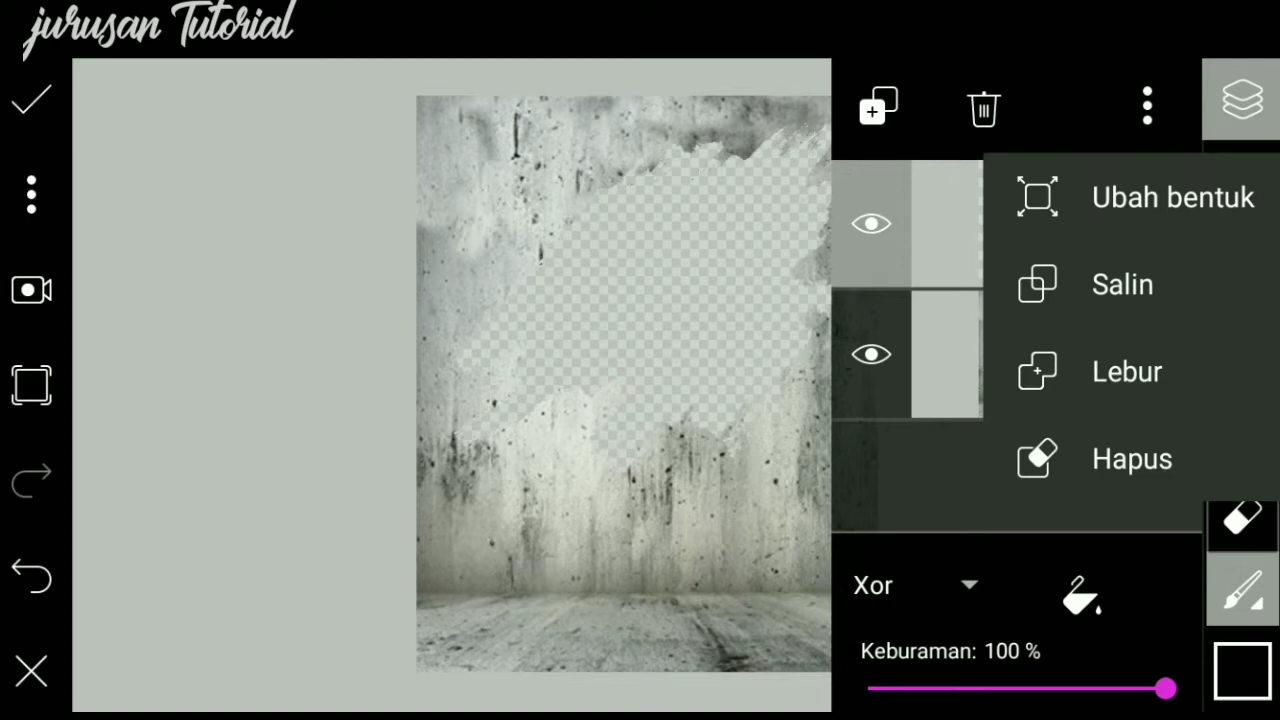 jurusan Tutorial
Ubah bentuk
Salin
Lebur
Hapus
Xor
Keburaman: 100 %